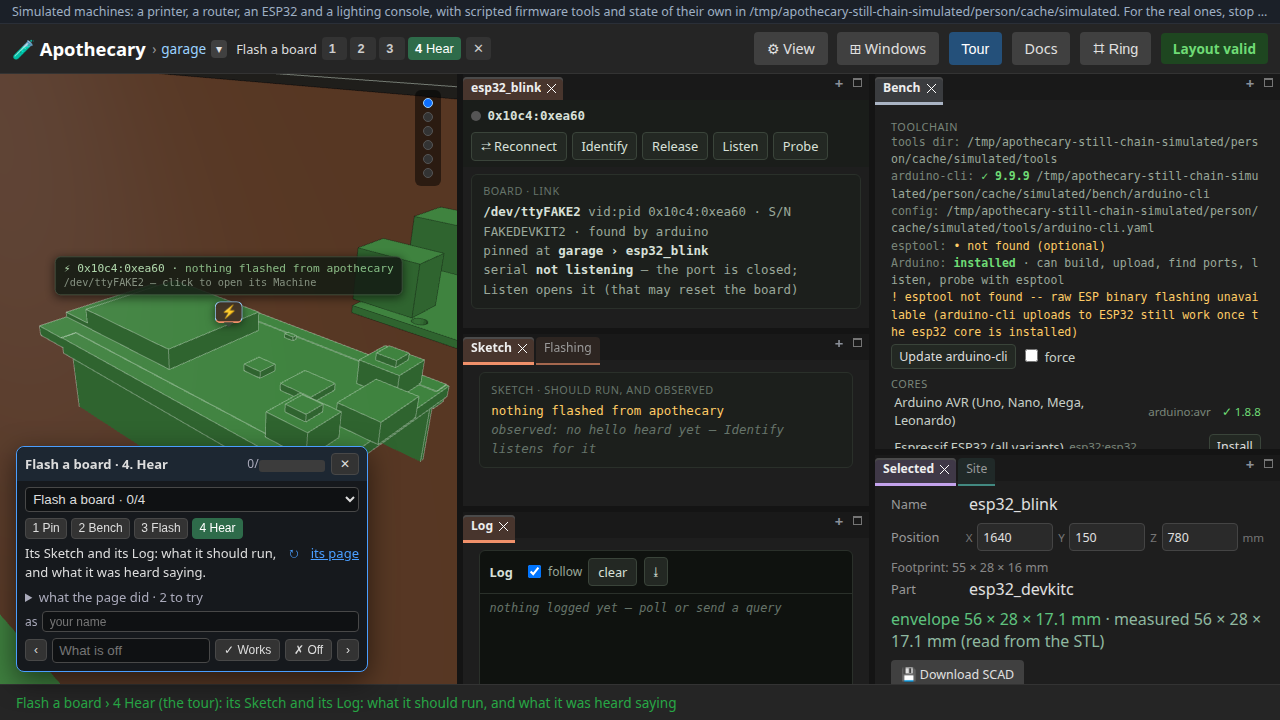 Simulated machines: a printer, a router, an ESP32 and a lighting console, with scripted firmware tools and state of their own in /tmp/apothecary-still-chain-simulated/person/cache/simulated. For the real ones, stop ...
Apothecary › garage ▾ Flash a board 1 2 3 4 Hear ✕
⚙ View ⊞ Windows Tour Docs ⌗ Ring Layout valid
⚡ 0x10c4:0xea60 · nothing flashed from apothecary
/dev/ttyFAKE2 — click to open its Machine
Flash a board · 4. Hear 0/ ✕
Flash a board · 0/4
1 Pin 2 Bench 3 Flash 4 Hear
Its Sketch and its Log: what it should run, ↻ its page
and what it was heard saying.
▶ what the page did · 2 to try
as your name
‹ What is off ✓ Works ✗ Off ›
esp32_blink
0x10c4:0xea60
⇄ Reconnect Identify Release Listen Probe
BOARD · LINK
/dev/ttyFAKE2 vid:pid 0x10c4:0xea60 · S/N
FAKEDEVKIT2 · found by arduino
pinned at garage › esp32_blink
serial not listening — the port is closed;
Listen opens it (that may reset the board)
Sketch Flashing
SKETCH · SHOULD RUN, AND OBSERVED
nothing flashed from apothecary
observed: no hello heard yet — Identify
listens for it
Log
Log follow clear ⭳
nothing logged yet — poll or send a query
Bench
TOOLCHAIN
tools dir: /tmp/apothecary-still-chain-simulated/pers
on/cache/simulated/tools
arduino-cli: ✓ 9.9.9 /tmp/apothecary-still-chain-simu
lated/person/cache/simulated/bench/arduino-cli
config: /tmp/apothecary-still-chain-simulated/person/
cache/simulated/tools/arduino-cli.yaml
esptool: • not found (optional)
Arduino: installed · can build, upload, find ports, l
isten, probe with esptool
! esptool not found -- raw ESP binary flashing unavai
lable (arduino-cli uploads to ESP32 still work once t
he esp32 core is installed)
Update arduino-cli force
CORES
Arduino AVR (Uno, Nano, Mega, Leonardo) arduino:avr ✓ 1.8.8
Espressif ESP32 (all variants) esp32:esp32 Install
Selected Site
Name esp32_blink
Position X 1640 Y 150 Z 780 mm
Footprint: 55 × 28 × 16 mm
Part esp32_devkitc
envelope 56 × 28 × 17.1 mm · measured 56 × 28 ×
17.1 mm (read from the STL)
💾 Download SCAD
Flash a board › 4 Hear (the tour): its Sketch and its Log: what it should run, and what it was heard saying